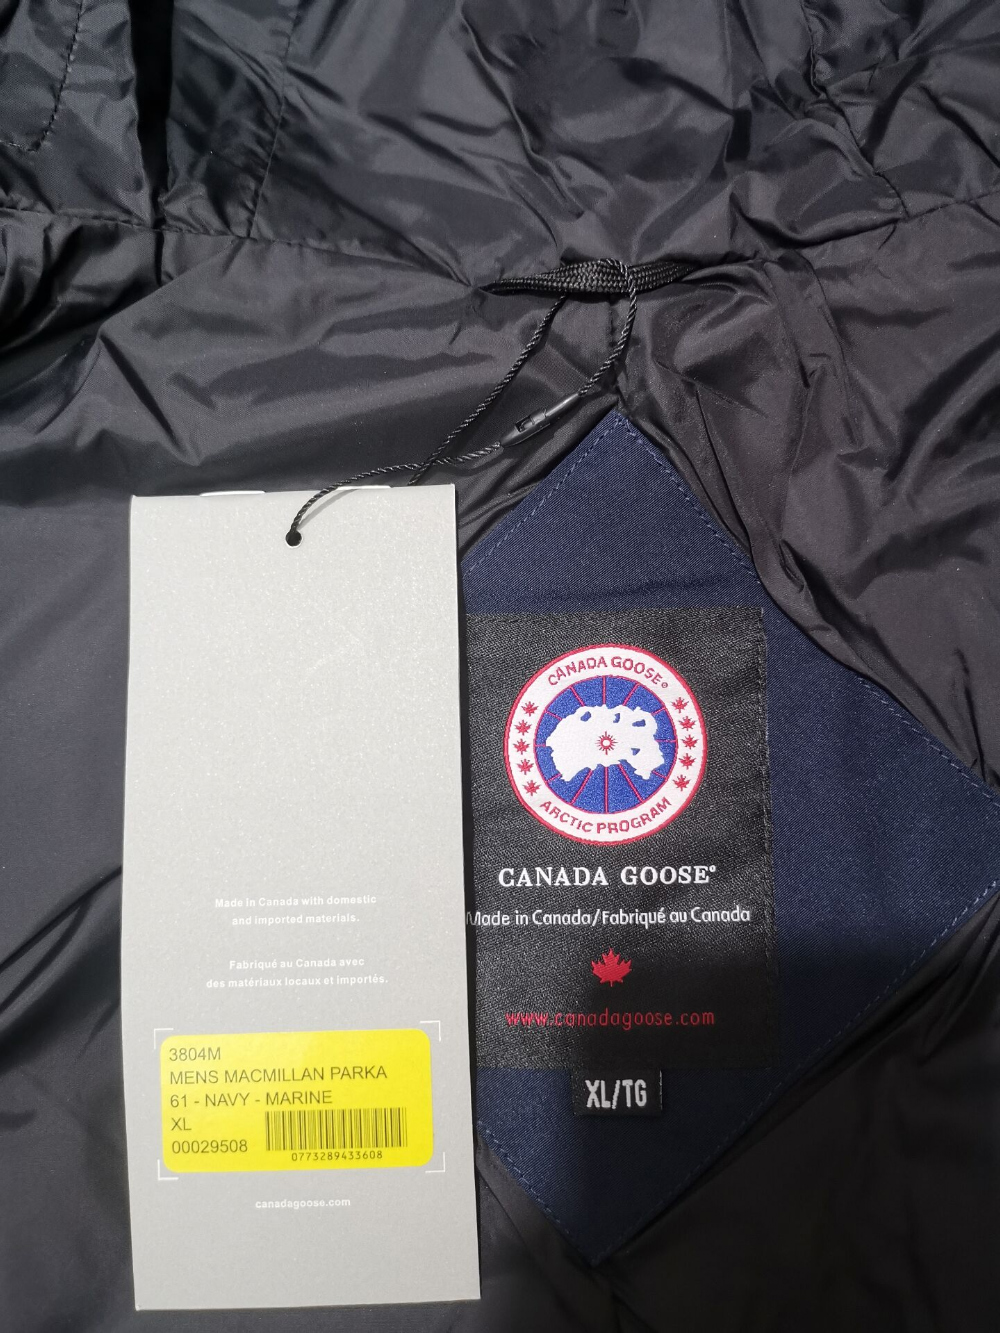 Made in Canada with domestic
and imported materials.
Fabriqué au Canada avec
des matériaux locaux et importés.
3804M
MENS MACMILLAN PARKA
61 - NAVY - MARINE
XL
00029508
0773289433608
canadagoose.com
CANADA GOOSE®
ARCTIC PROGRAM
CANADA GOOSE®
Made in Canada/Fabriqué au Canada
www.canadagoose.com
XL/TG